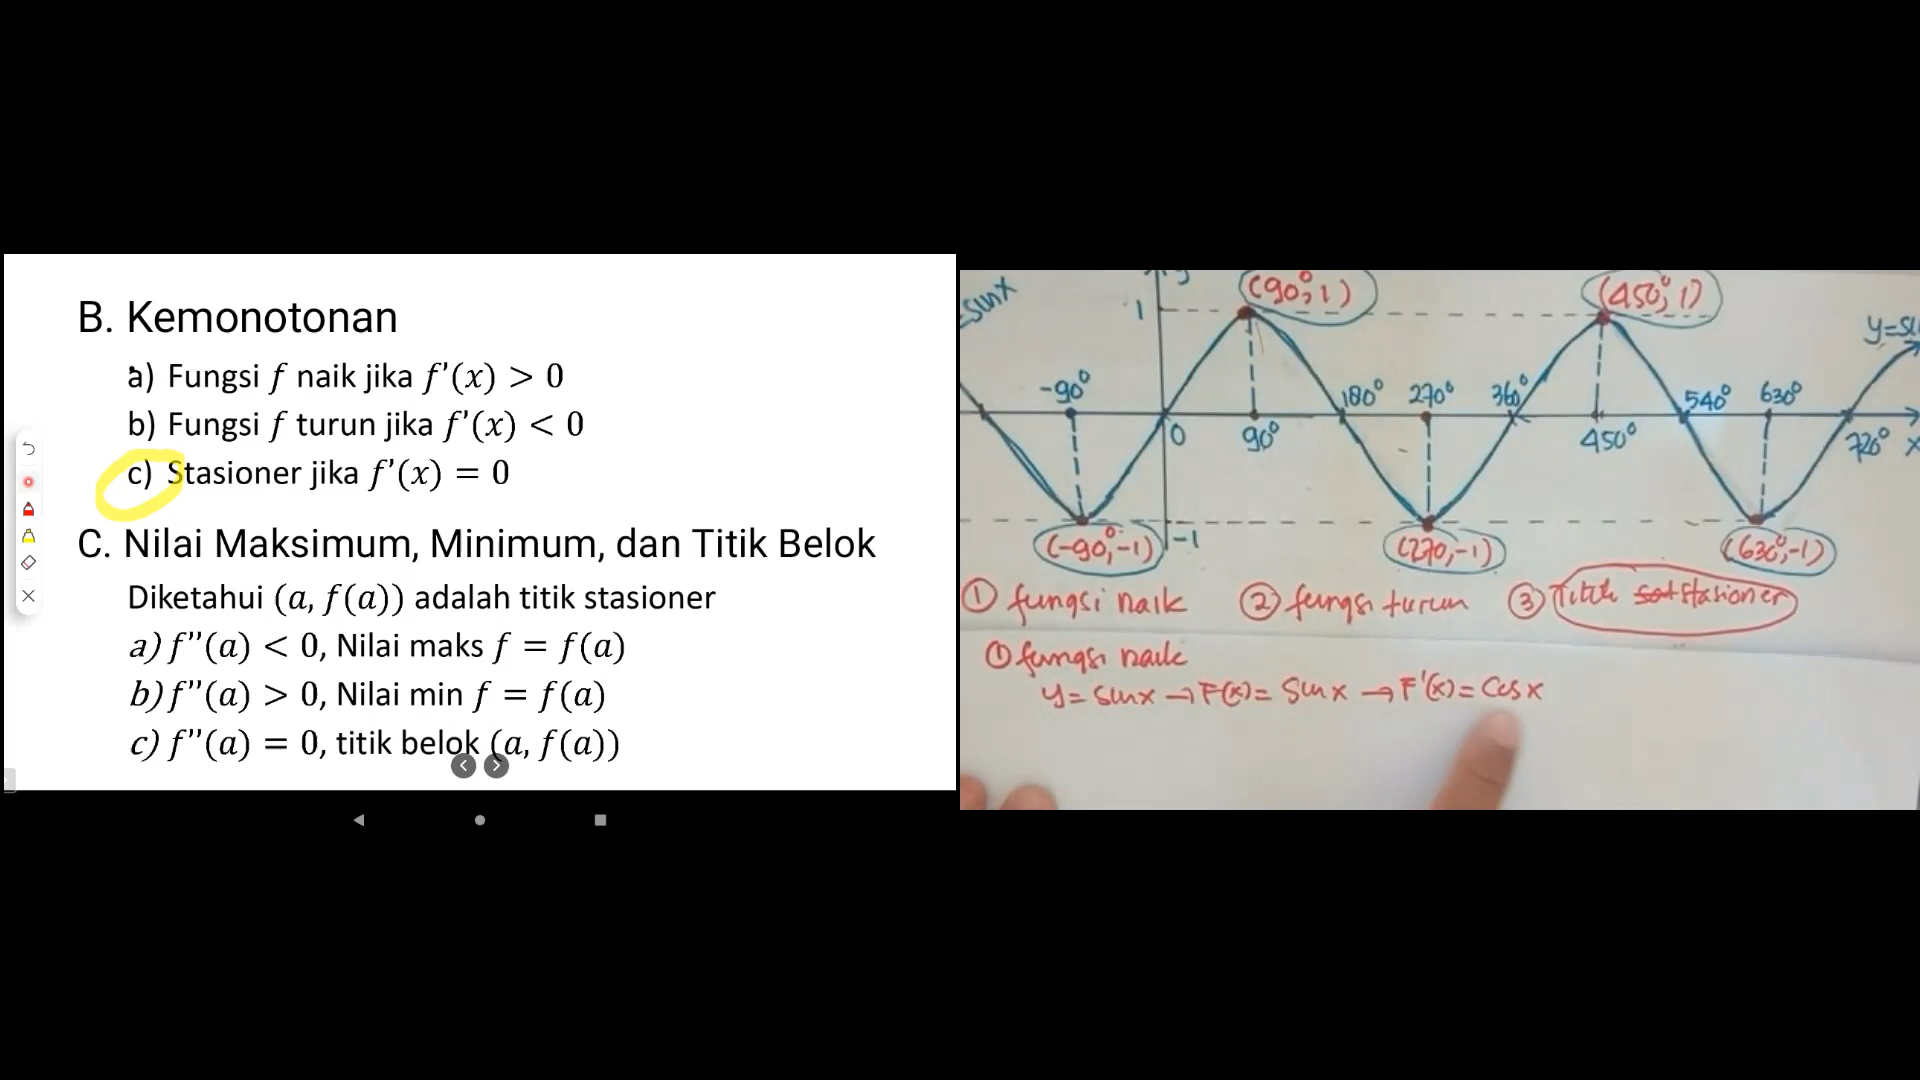 B. Kemonotonan
a) Fungsi f naik jika f'(x) > 0
b) Fungsi f turun jika f'(x) < 0
c) Stasioner jika f'(x) = 0
C. Nilai Maksimum, Minimum, dan Titik Belok
Diketahui (a, f(a)) adalah titik stasioner
a) f''(a) < 0, Nilai maks f = f(a)
b) f''(a) > 0, Nilai min f = f(a)
c) f''(a) = 0, titik belok (a, f(a))
sinx
(90°, 1)
(450°, 1)
1
-90°
180°
270°
360°
540°
630°
0
90°
450°
720°
x
(-90°, -1)
-1
(270, -1)
(630°, -1)
① fungsi naik ② fungsi turun ③ titik stasioner
① fungsi naik
y = sin x → F(x) = sin x → F'(x) = Cos x